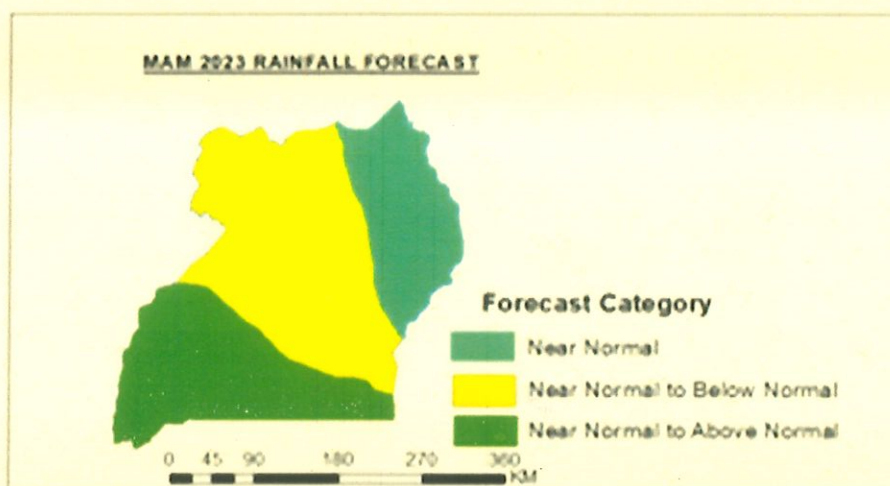 MAM 2023 RAINFALL FORECAST
Forecast Category
Near Normal
Near Normal to Below Normal
Near Normal to Above Normal
0 45 90 180 270 360
KM